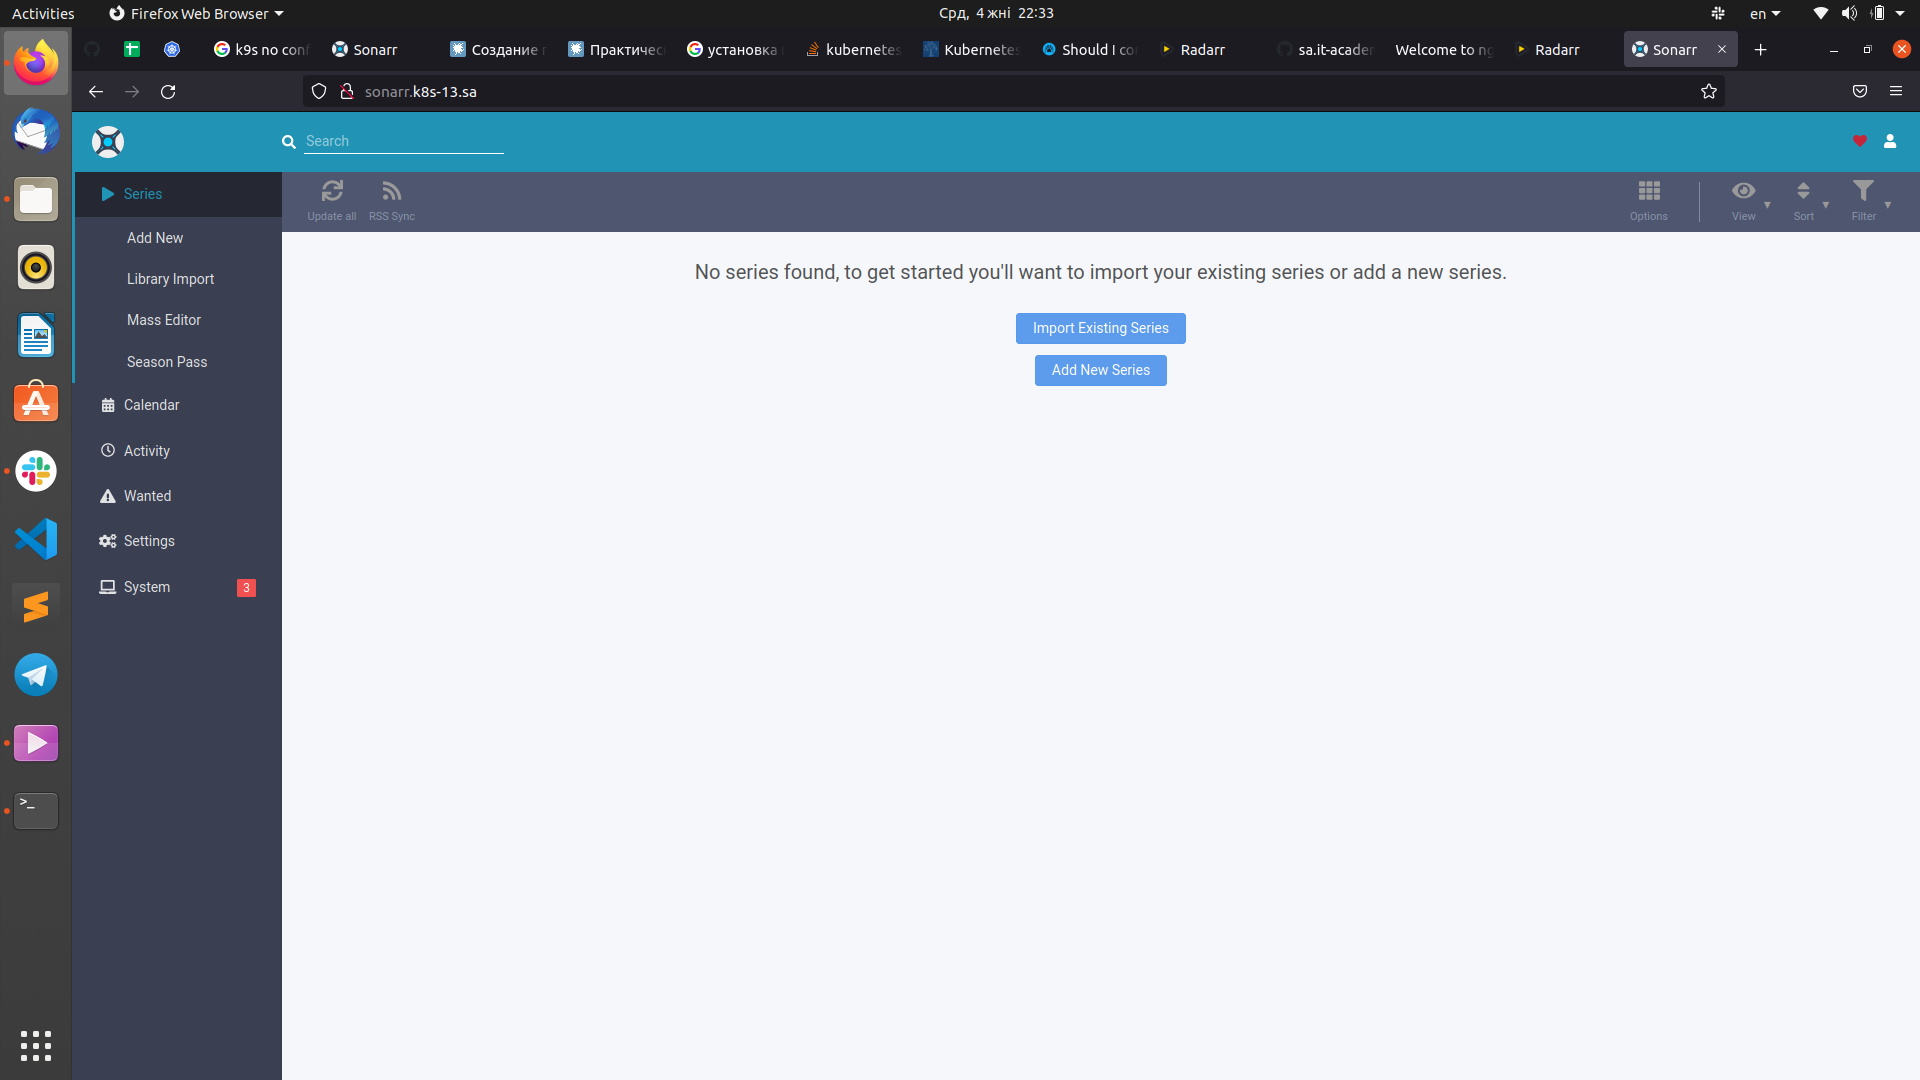 Activities
Firefox Web Browser
Срд, 4 жні 22:33
en
k9s no conf
Sonarr
Создание
Практичес
установка
kubernetes
Kubernetes
Should I co
Radarr
sa.it-acader
Welcome to ng
Radarr
Sonarr
sonarr.k8s-13.sa
Search
Series
Add New
Library Import
Mass Editor
Season Pass
Calendar
Activity
Wanted
Settings
System
3
Update all
RSS Sync
Options
View
Sort
Filter
No series found, to get started you'll want to import your existing series or add a new series.
Import Existing Series
Add New Series